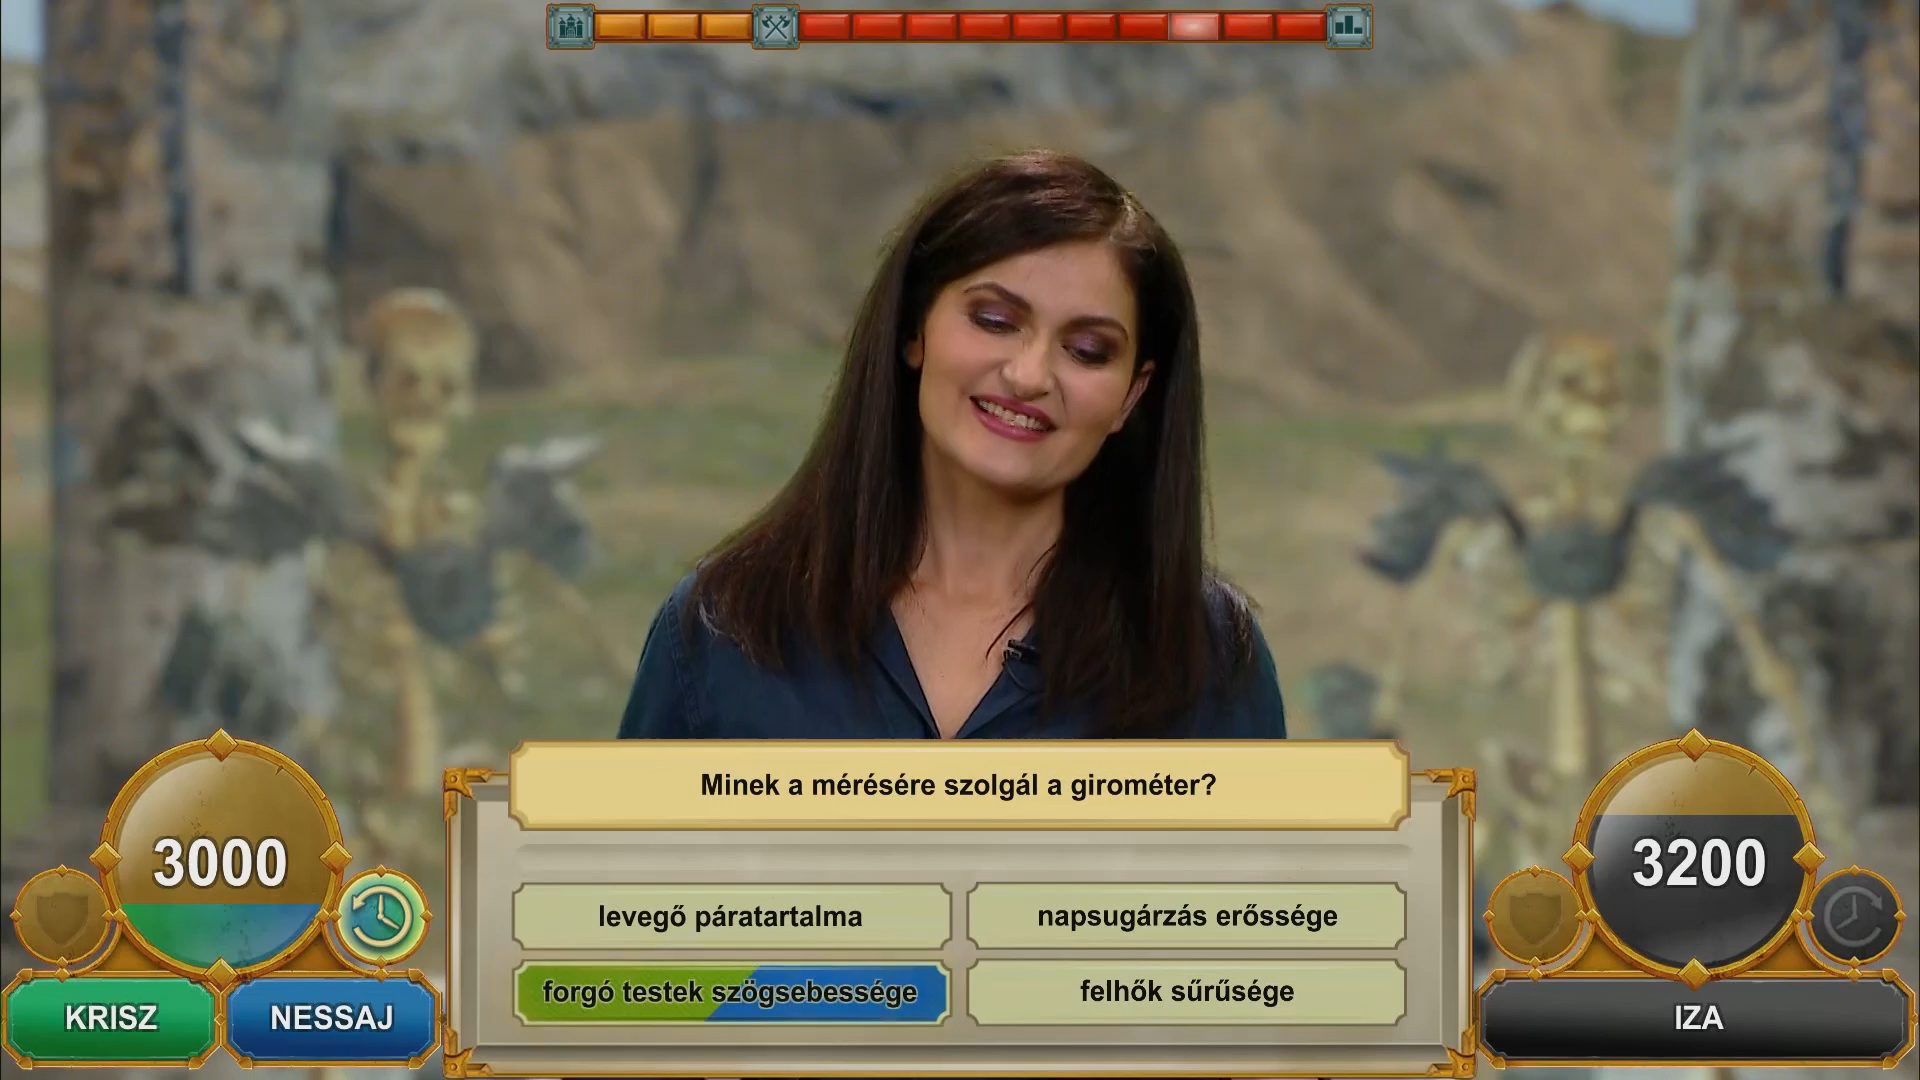 Minek a mérésére szolgál a girométer?
levegő páratartalma
napsugárzás erőssége
forgó testek szögsebessége
felhők sűrűsége
3000
3200
KRISZ
NESSAJ
IZA